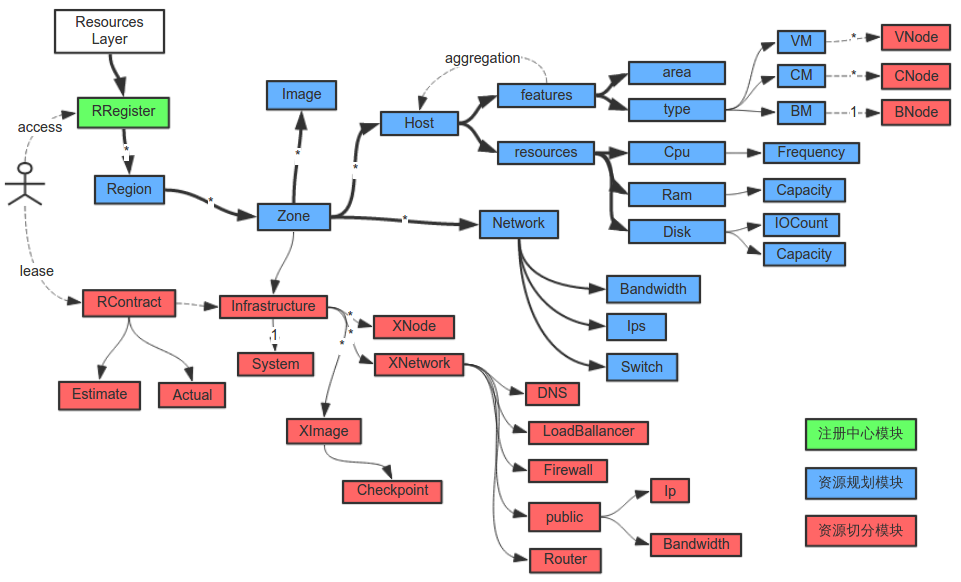 Resources
Layer
RRegister
access
Region
lease
Image
Zone
aggregation
Host
features
resources
area
type
VM
CM
BM
VNode
CNode
BNode
*
*
1
Cpu
Ram
Disk
Frequency
Capacity
IOCount
Capacity
*
*
*
*
*
Network
Bandwidth
Ips
Switch
RContract
Estimate
Actual
Infrastructure
1
System
*
*
*
XNode
XNetwork
XImage
Checkpoint
DNS
LoadBallancer
Firewall
public
Router
Ip
Bandwidth
注册中心模块
资源规划模块
资源切分模块